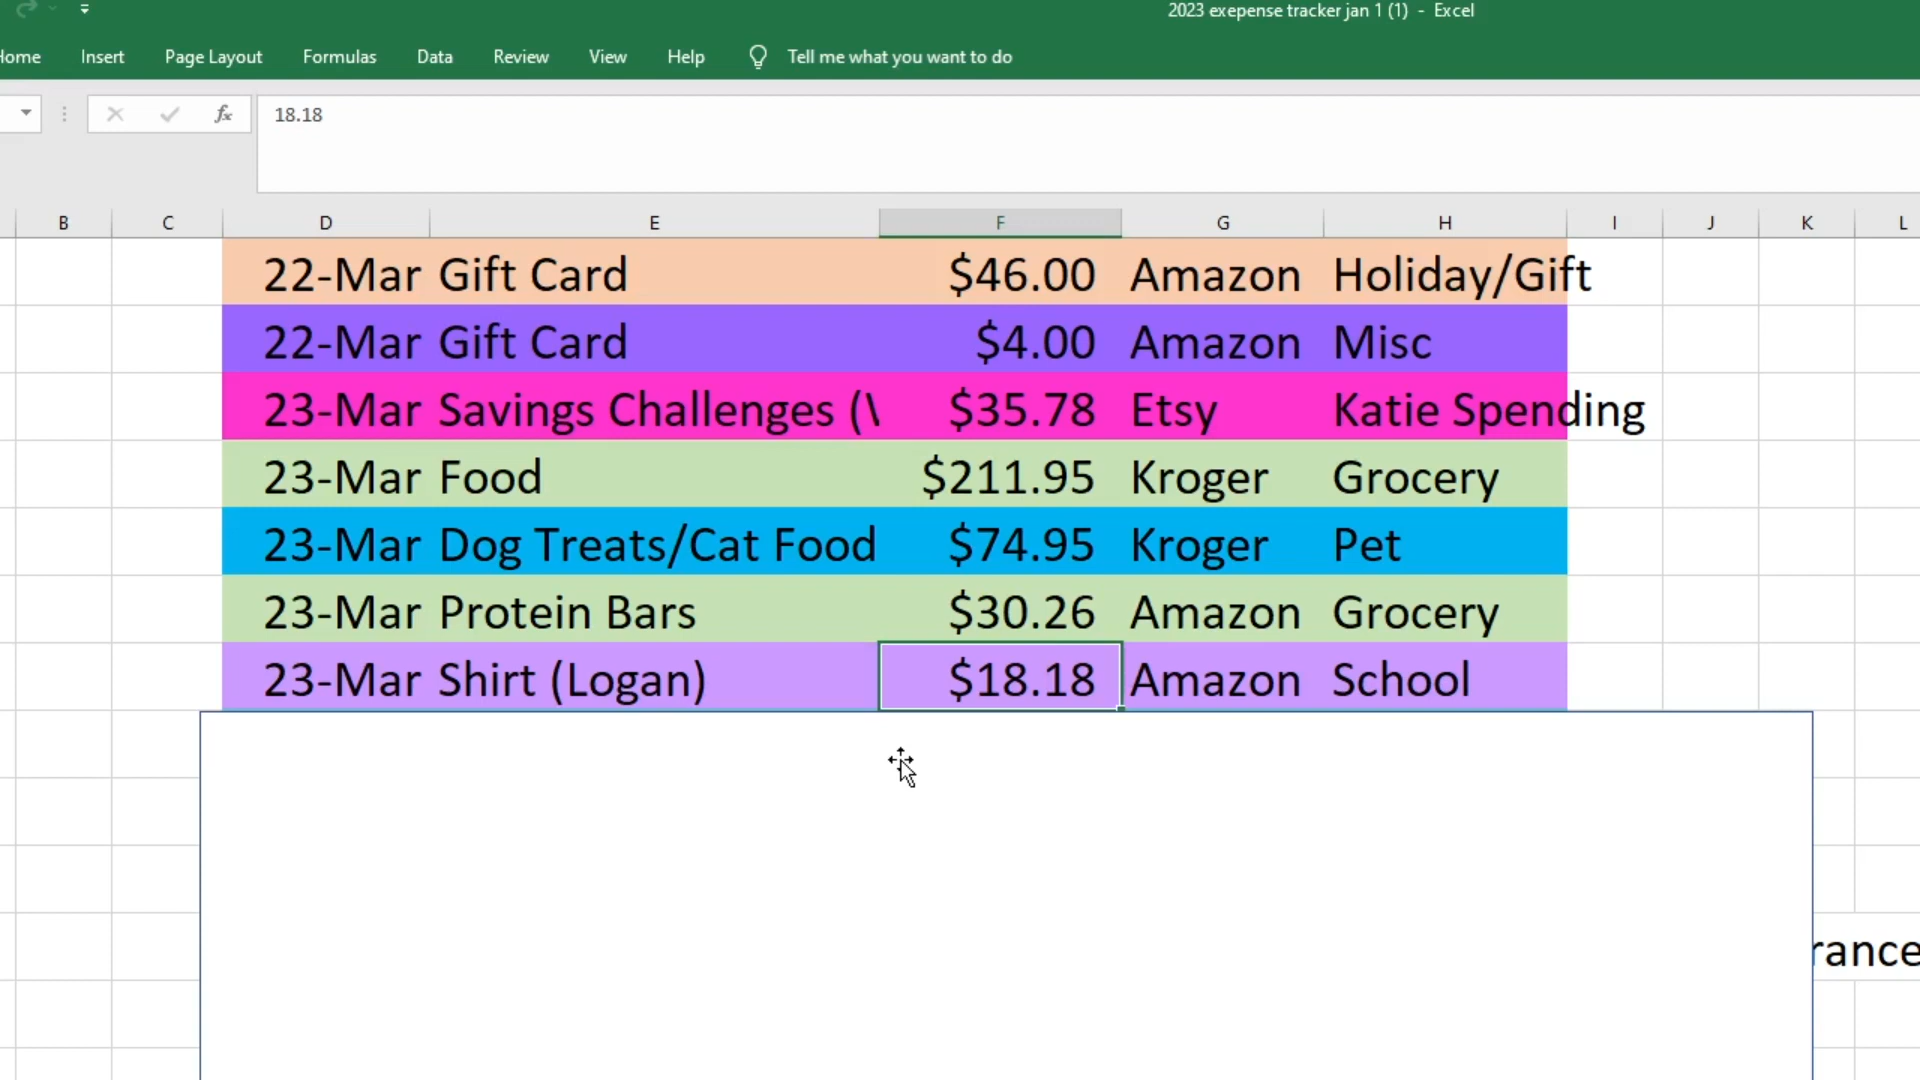 2023 exepense tracker jan 1 (1) - Excel
Home Insert Page Layout Formulas Data Review View Help Tell me what you want to do
fx 18.18
B C D E F G H I J K L
22-Mar Gift Card $46.00 Amazon Holiday/Gift
22-Mar Gift Card $4.00 Amazon Misc
23-Mar Savings Challenges ( $35.78 Etsy Katie Spending
23-Mar Food $211.95 Kroger Grocery
23-Mar Dog Treats/Cat Food $74.95 Kroger Pet
23-Mar Protein Bars $30.26 Amazon Grocery
23-Mar Shirt (Logan) $18.18 Amazon School
rance